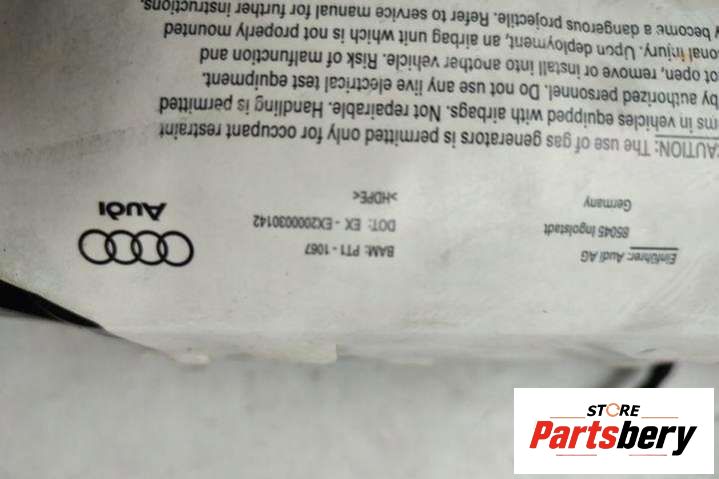 Einführer: Audi AG
85045 Ingolstadt
Germany
BAM: PT1 - 1067
DOT: EX - EX2000030142
>HDPE<
Audi
CAUTION: The use of gas generators is permitted only for occupant restraint
ms in vehicles equipped with airbags. Not repairable. Handling is permitted
by authorized personnel. Do not use any live electrical test equipment.
ot open, remove or install into another vehicle. Risk of malfunction and
onal injury. Upon deployment, an airbag unit which is not properly mounted
y become a dangerous projectile. Refer to service manual for further instructions.
STORE
Partsbery